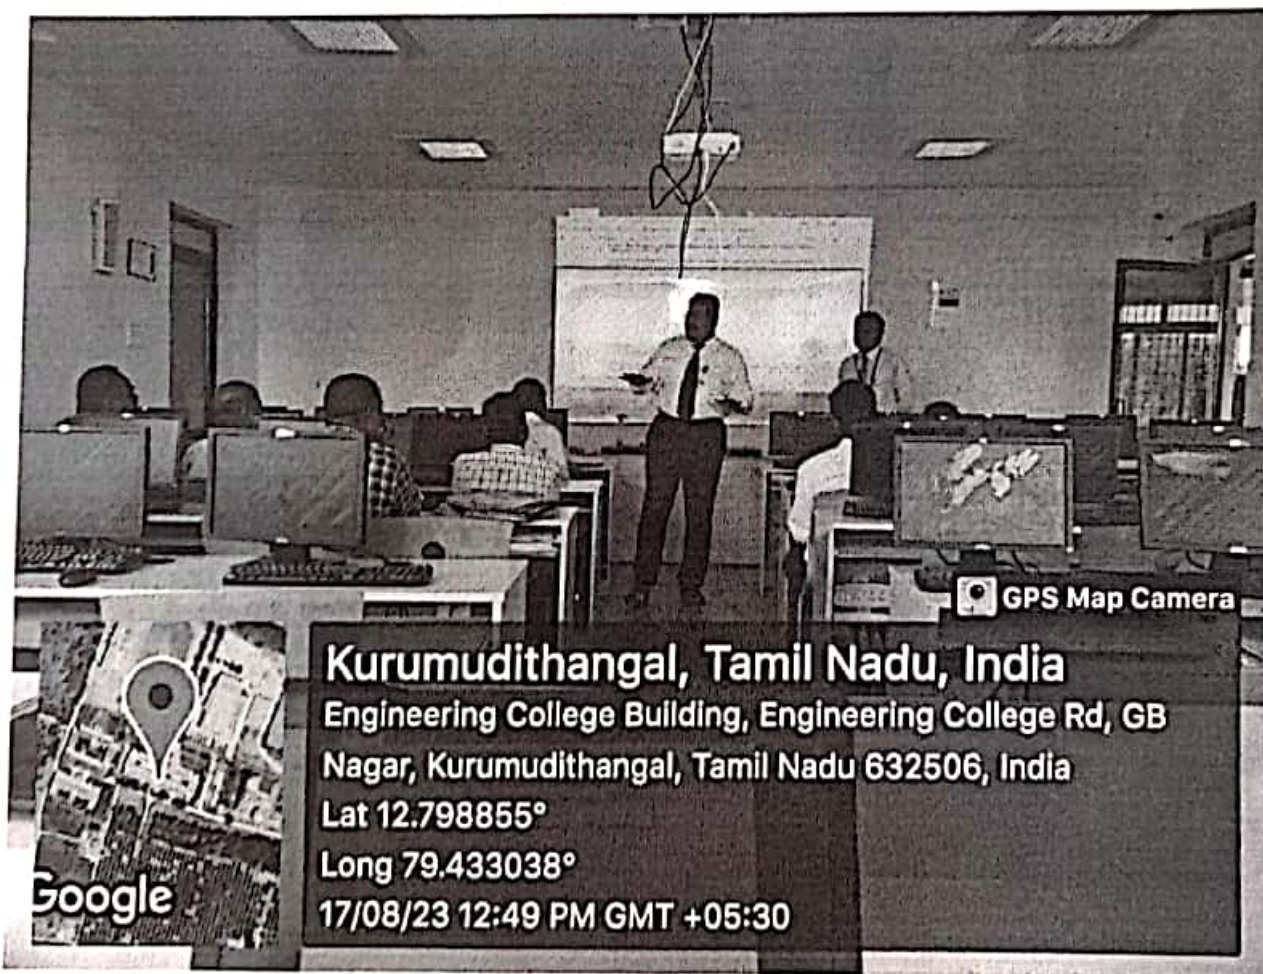 GPS Map Camera
Kurumudithangal, Tamil Nadu, India
Engineering College Building, Engineering College Rd, GB
Nagar, Kurumudithangal, Tamil Nadu 632506, India
Lat 12.798855°
Long 79.433038°
17/08/23 12:49 PM GMT +05:30
Google